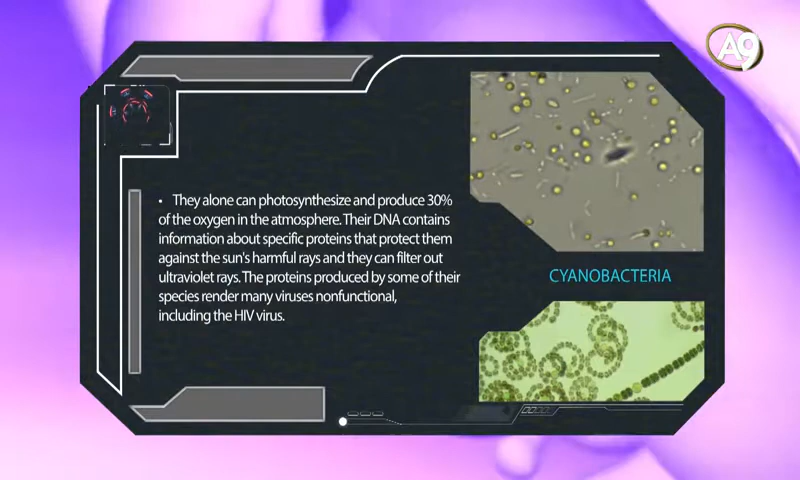 A9
• They alone can photosynthesize and produce 30%
of the oxygen in the atmosphere. Their DNA contains
information about specific proteins that protect them
against the sun's harmful rays and they can filter out
ultraviolet rays. The proteins produced by some of their
species render many viruses nonfunctional,
including the HIV virus.
CYANOBACTERIA